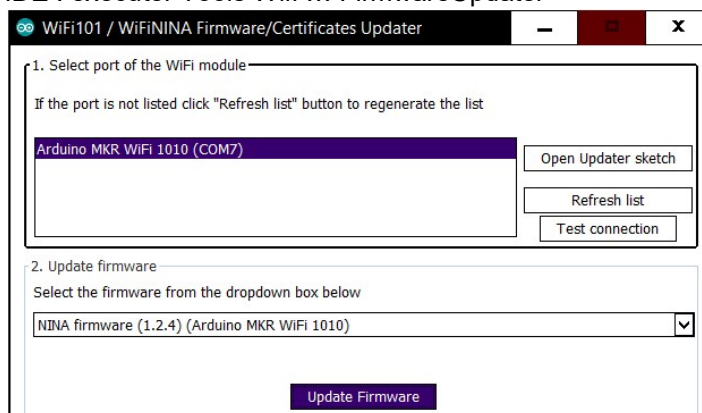 WiFi101 / WiFiNINA Firmware/Certificates Updater
1. Select port of the WiFi module
If the port is not listed click "Refresh list" button to regenerate the list
Arduino MKR WiFi 1010 (COM7)
Open Updater sketch
Refresh list
Test connection
2. Update firmware
Select the firmware from the dropdown box below
NINA firmware (1.2.4) (Arduino MKR WiFi 1010)
Update Firmware